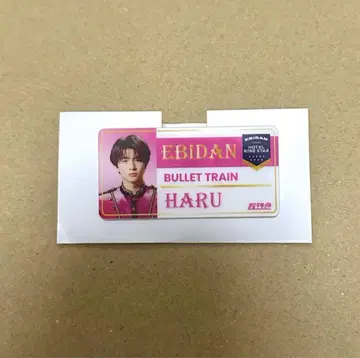 EBiDAN
EBiDAN
HOTEL
NINE STAR
BULLET TRAIN
HARU